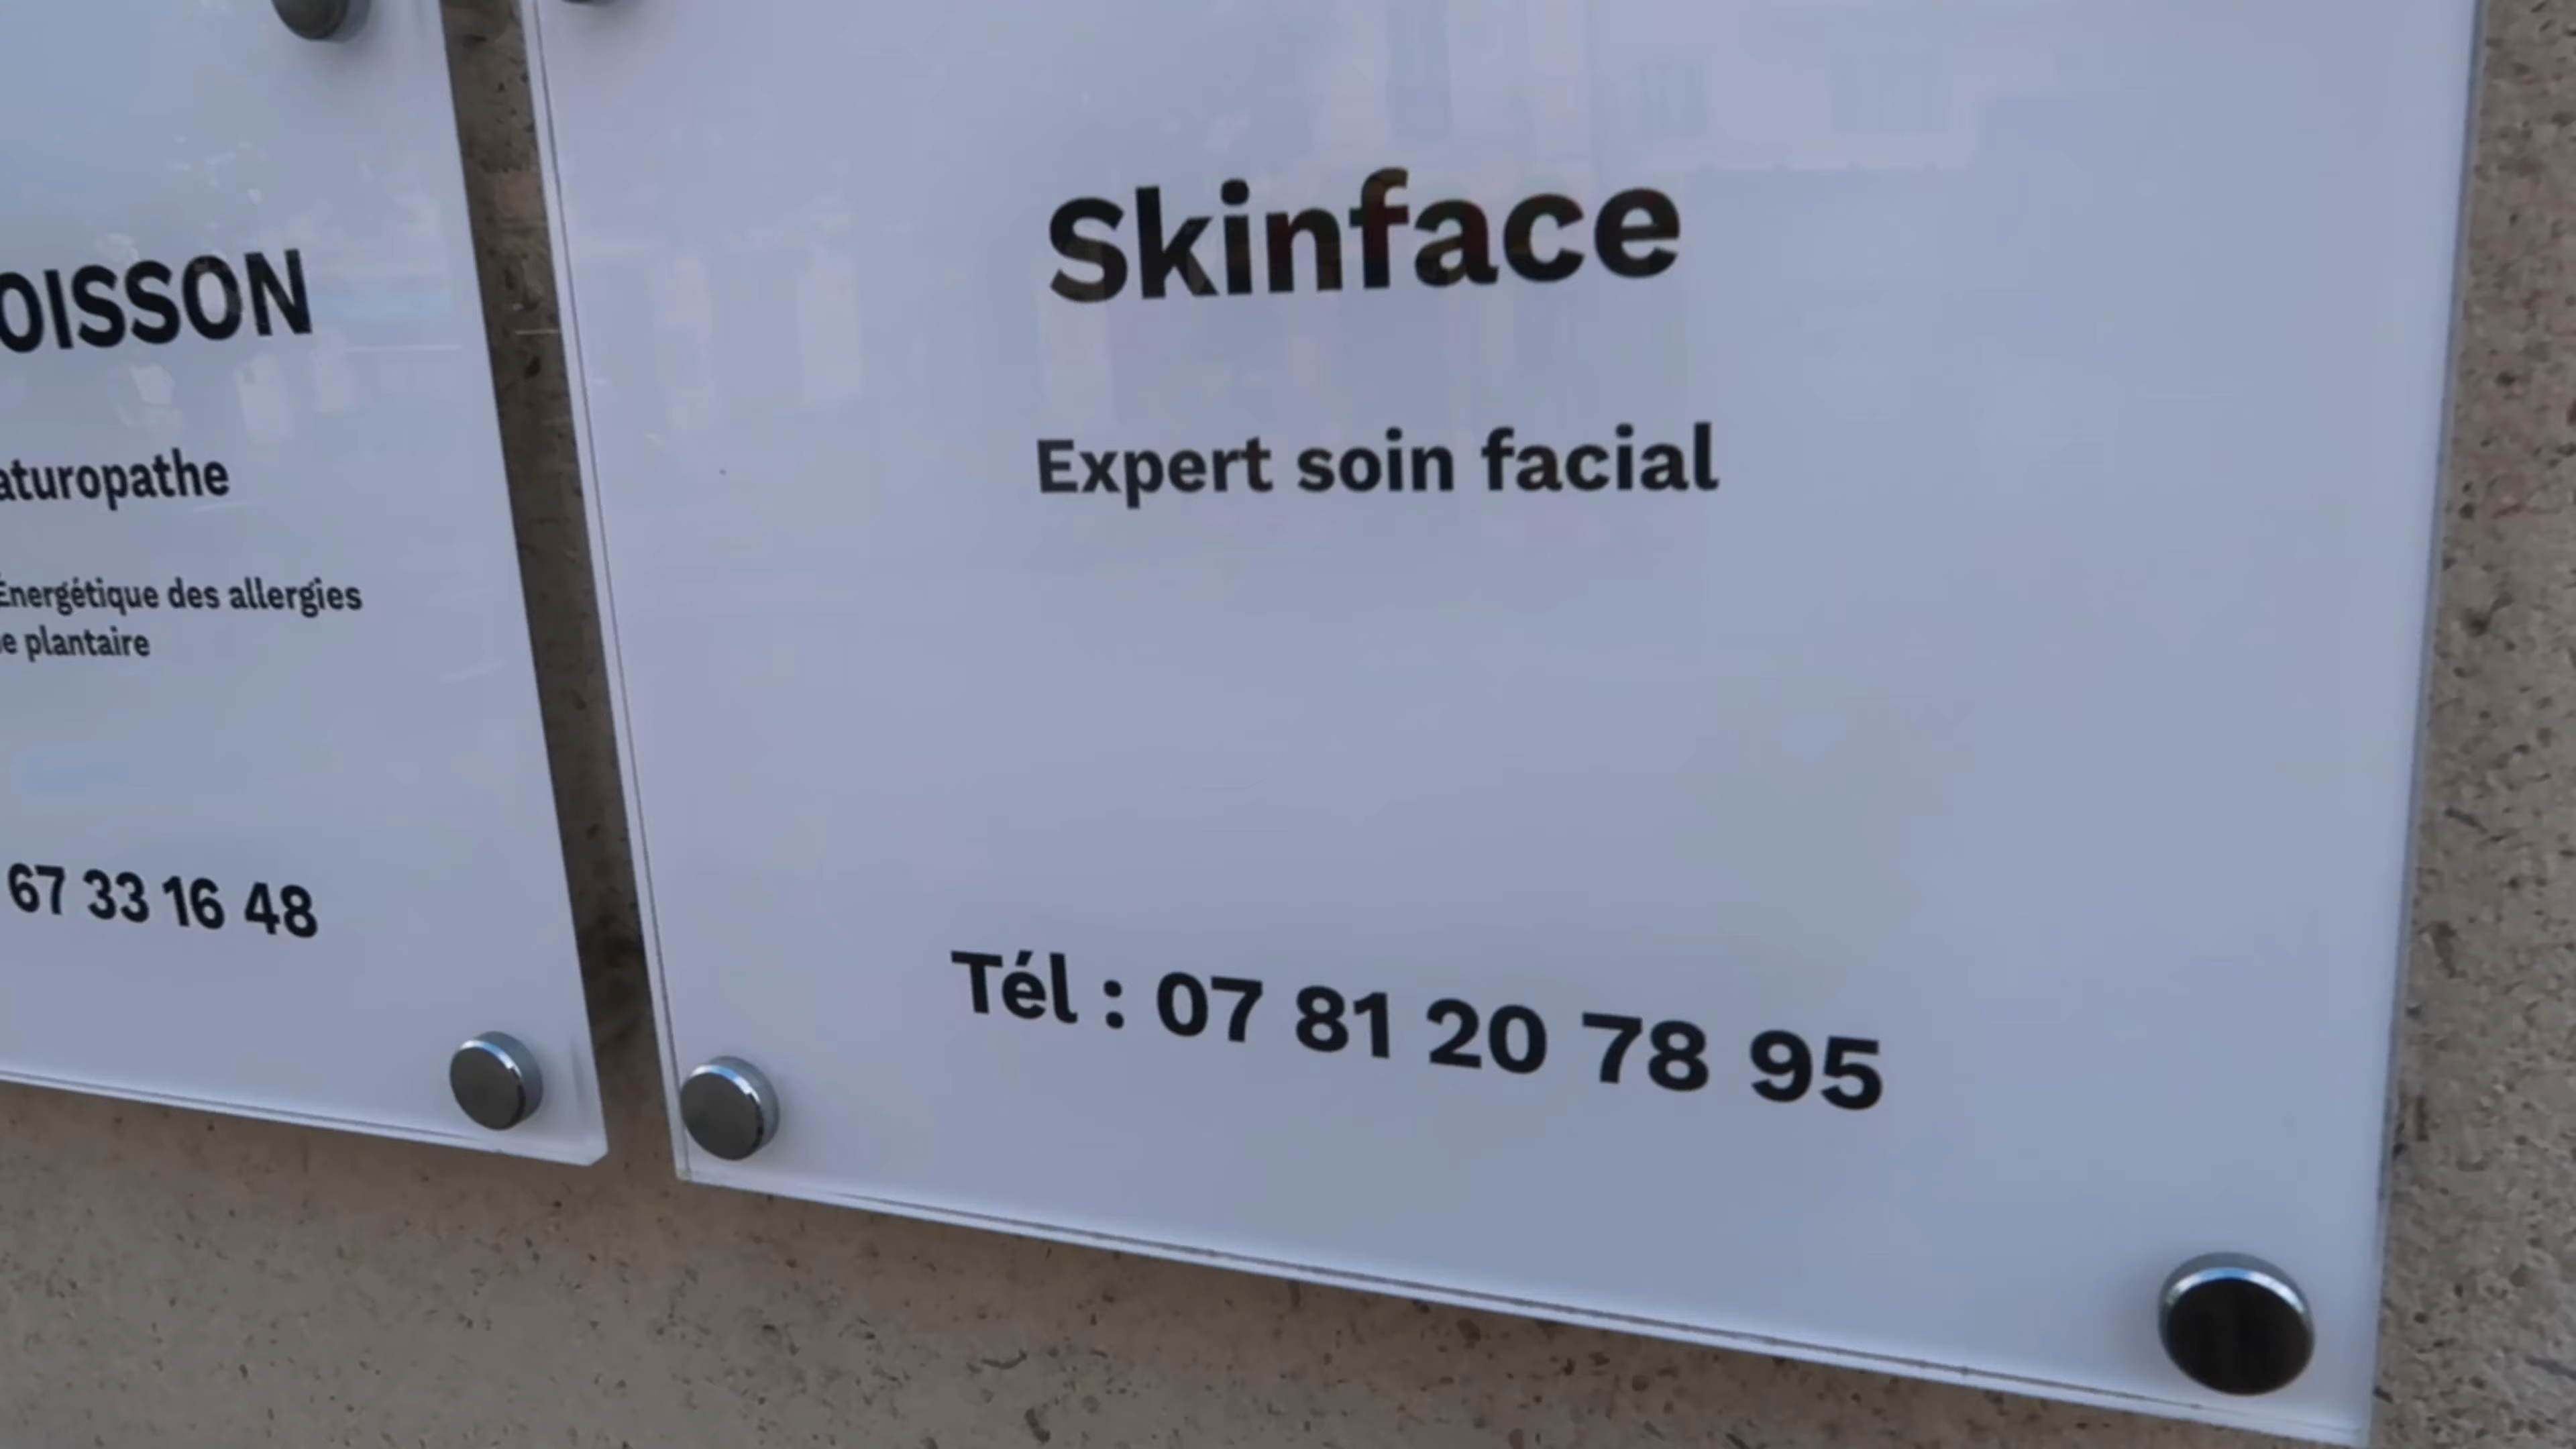 OISSON
aturopathe
Énergétique des allergies
e plantaire
67 33 16 48
Skinface
Expert soin facial
Tél : 07 81 20 78 95